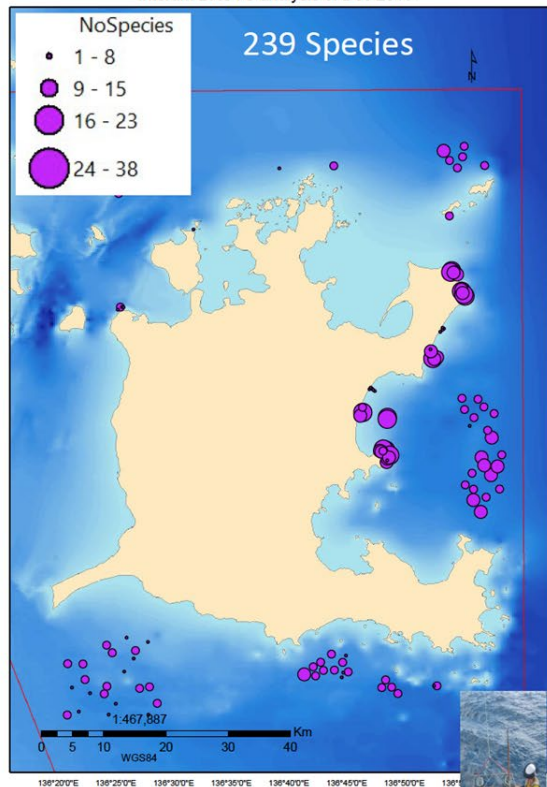 NoSpecies
1 - 8
9 - 15
16 - 23
24 - 38
239 Species
N
1:467,887
Km
0 5 10 20 30 40
WGS84
136°20'0"E 136°25'0"E 136°30'0"E 136°35'0"E 136°40'0"E 136°45'0"E 136°50'0"E